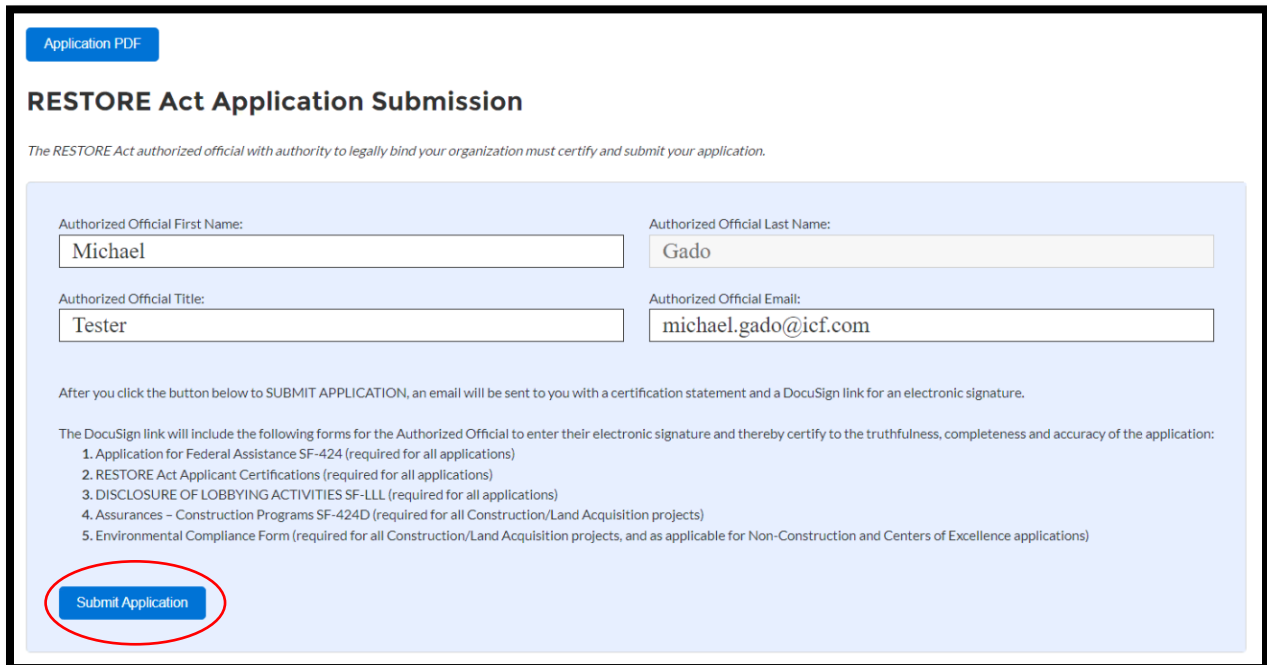 Application PDF
RESTORE Act Application Submission
The RESTORE Act authorized official with authority to legally bind your organization must certify and submit your application.
Authorized Official First Name:
Authorized Official Last Name:
Michael
Gado
Authorized Official Title:
Authorized Official Email:
Tester
michael.gado@icf.com
After you click the button below to SUBMIT APPLICATION, an email will be sent to you with a certification statement and a DocuSign link for an electronic signature.
The DocuSign link will include the following forms for the Authorized Official to enter their electronic signature and thereby certify to the truthfulness, completeness and accuracy of the application:
1. Application for Federal Assistance SF-424 (required for all applications)
2. RESTORE Act Applicant Certifications (required for all applications)
3. DISCLOSURE OF LOBBYING ACTIVITIES SF-LLL (required for all applications)
4. Assurances – Construction Programs SF-424D (required for all Construction/Land Acquisition projects)
5. Environmental Compliance Form (required for all Construction/Land Acquisition projects, and as applicable for Non-Construction and Centers of Excellence applications)
Submit Application